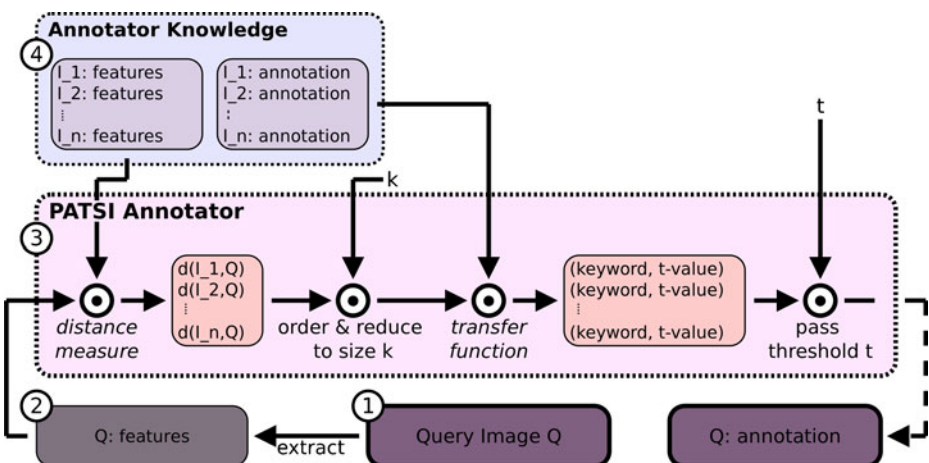 Annotator Knowledge
4
I_1: features
I_2: features
⋮
I_n: features
I_1: annotation
I_2: annotation
:
I_n: annotation
t
k
PATSI Annotator
3
d(I_1,Q)
d(I_2,Q)
⋮
d(I_n,Q)
(keyword, t-value)
(keyword, t-value)
⋮
(keyword, t-value)
distance
measure
order & reduce
to size k
transfer
function
pass
threshold t
2
Q: features
extract
1
Query Image Q
Q: annotation